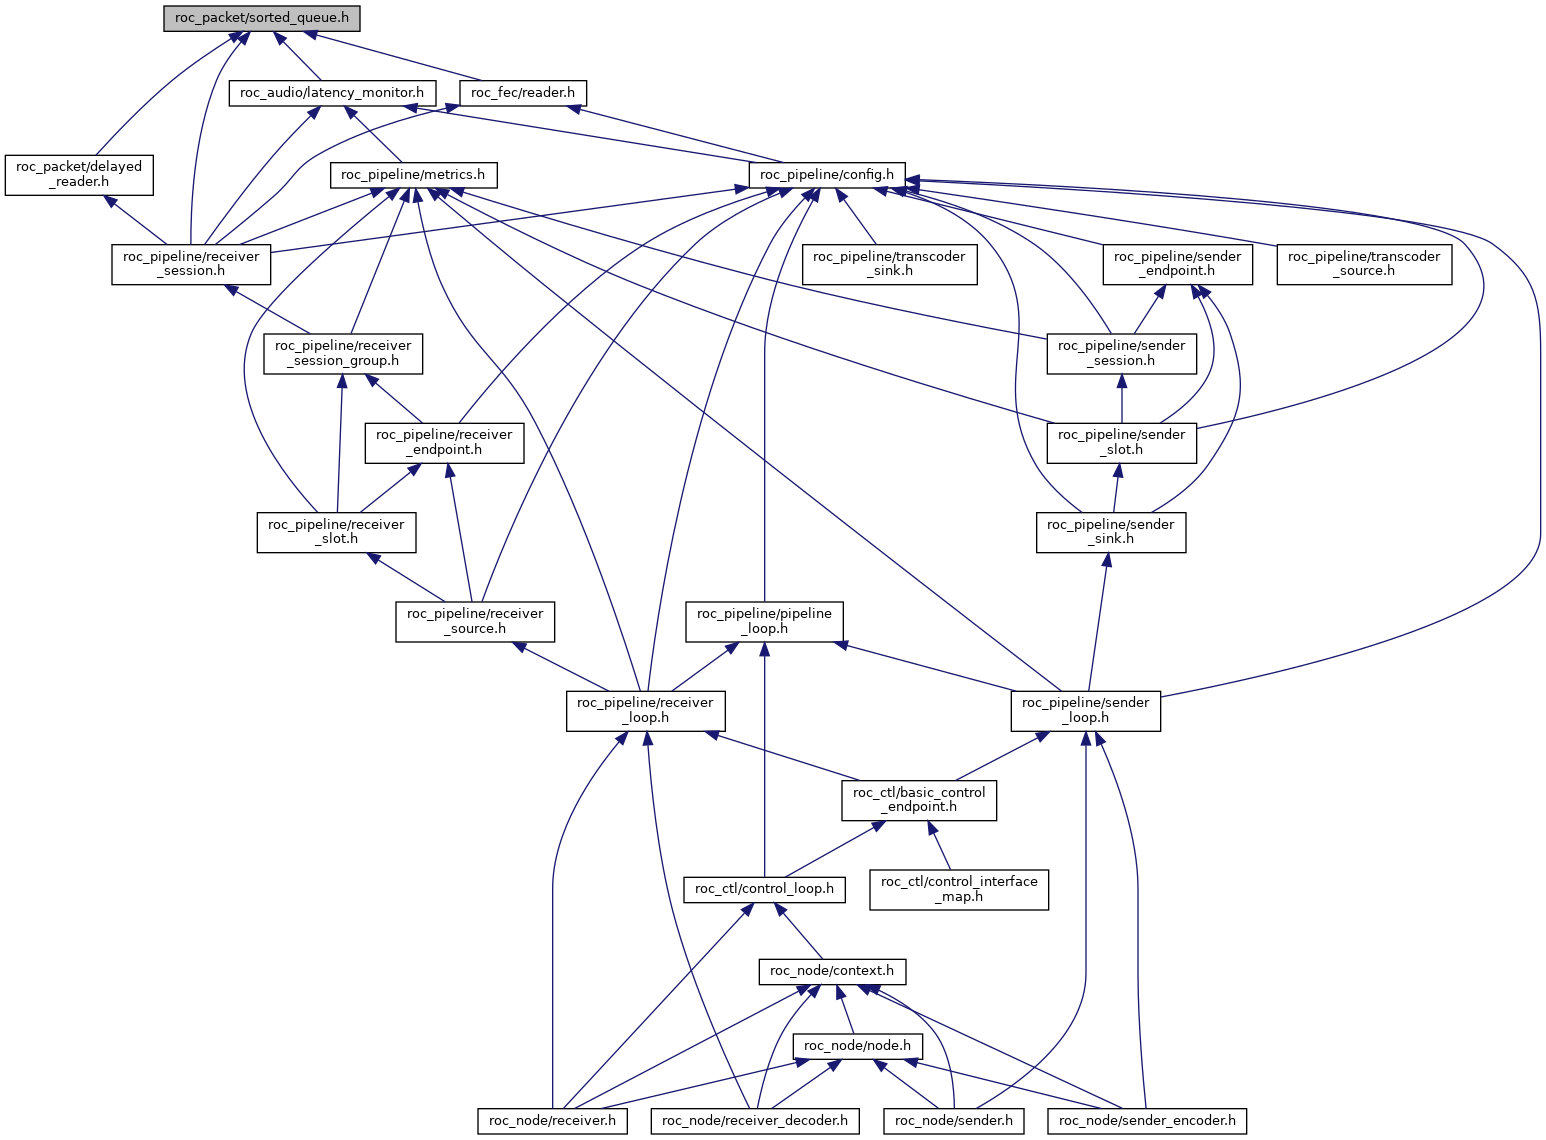 roc_packet/sorted_queue.h
roc_audio/latency_monitor.h
roc_fec/reader.h
roc_packet/delayed
_reader.h
roc_pipeline/metrics.h
roc_pipeline/config.h
roc_pipeline/receiver
_session.h
roc_pipeline/transcoder
_sink.h
roc_pipeline/sender
_endpoint.h
roc_pipeline/transcoder
_source.h
roc_pipeline/receiver
_session_group.h
roc_pipeline/sender
_session.h
roc_pipeline/receiver
_endpoint.h
roc_pipeline/sender
_slot.h
roc_pipeline/receiver
_slot.h
roc_pipeline/sender
_sink.h
roc_pipeline/receiver
_source.h
roc_pipeline/pipeline
_loop.h
roc_pipeline/receiver
_loop.h
roc_pipeline/sender
_loop.h
roc_ctl/basic_control
_endpoint.h
roc_ctl/control_loop.h
roc_ctl/control_interface
_map.h
roc_node/context.h
roc_node/node.h
roc_node/receiver.h
roc_node/receiver_decoder.h
roc_node/sender.h
roc_node/sender_encoder.h